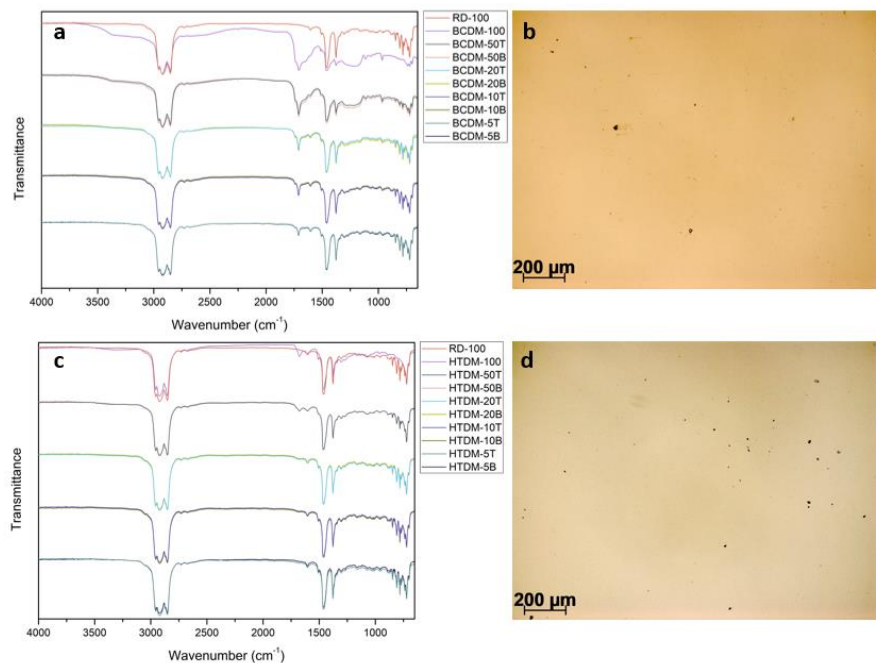 a
RD-100
BCDM-100
BCDM-50T
BCDM-50B
BCDM-20T
BCDM-20B
BCDM-10T
BCDM-10B
BCDM-5T
BCDM-5B
Transmittance
4000 3500 3000 2500 2000 1500 1000
Wavenumber (cm⁻¹)
b
200 µm
c
RD-100
HTDM-100
HTDM-50T
HTDM-50B
HTDM-20T
HTDM-20B
HTDM-10T
HTDM-10B
HTDM-5T
HTDM-5B
Transmittance
4000 3500 3000 2500 2000 1500 1000
Wavenumber (cm⁻¹)
d
200 µm